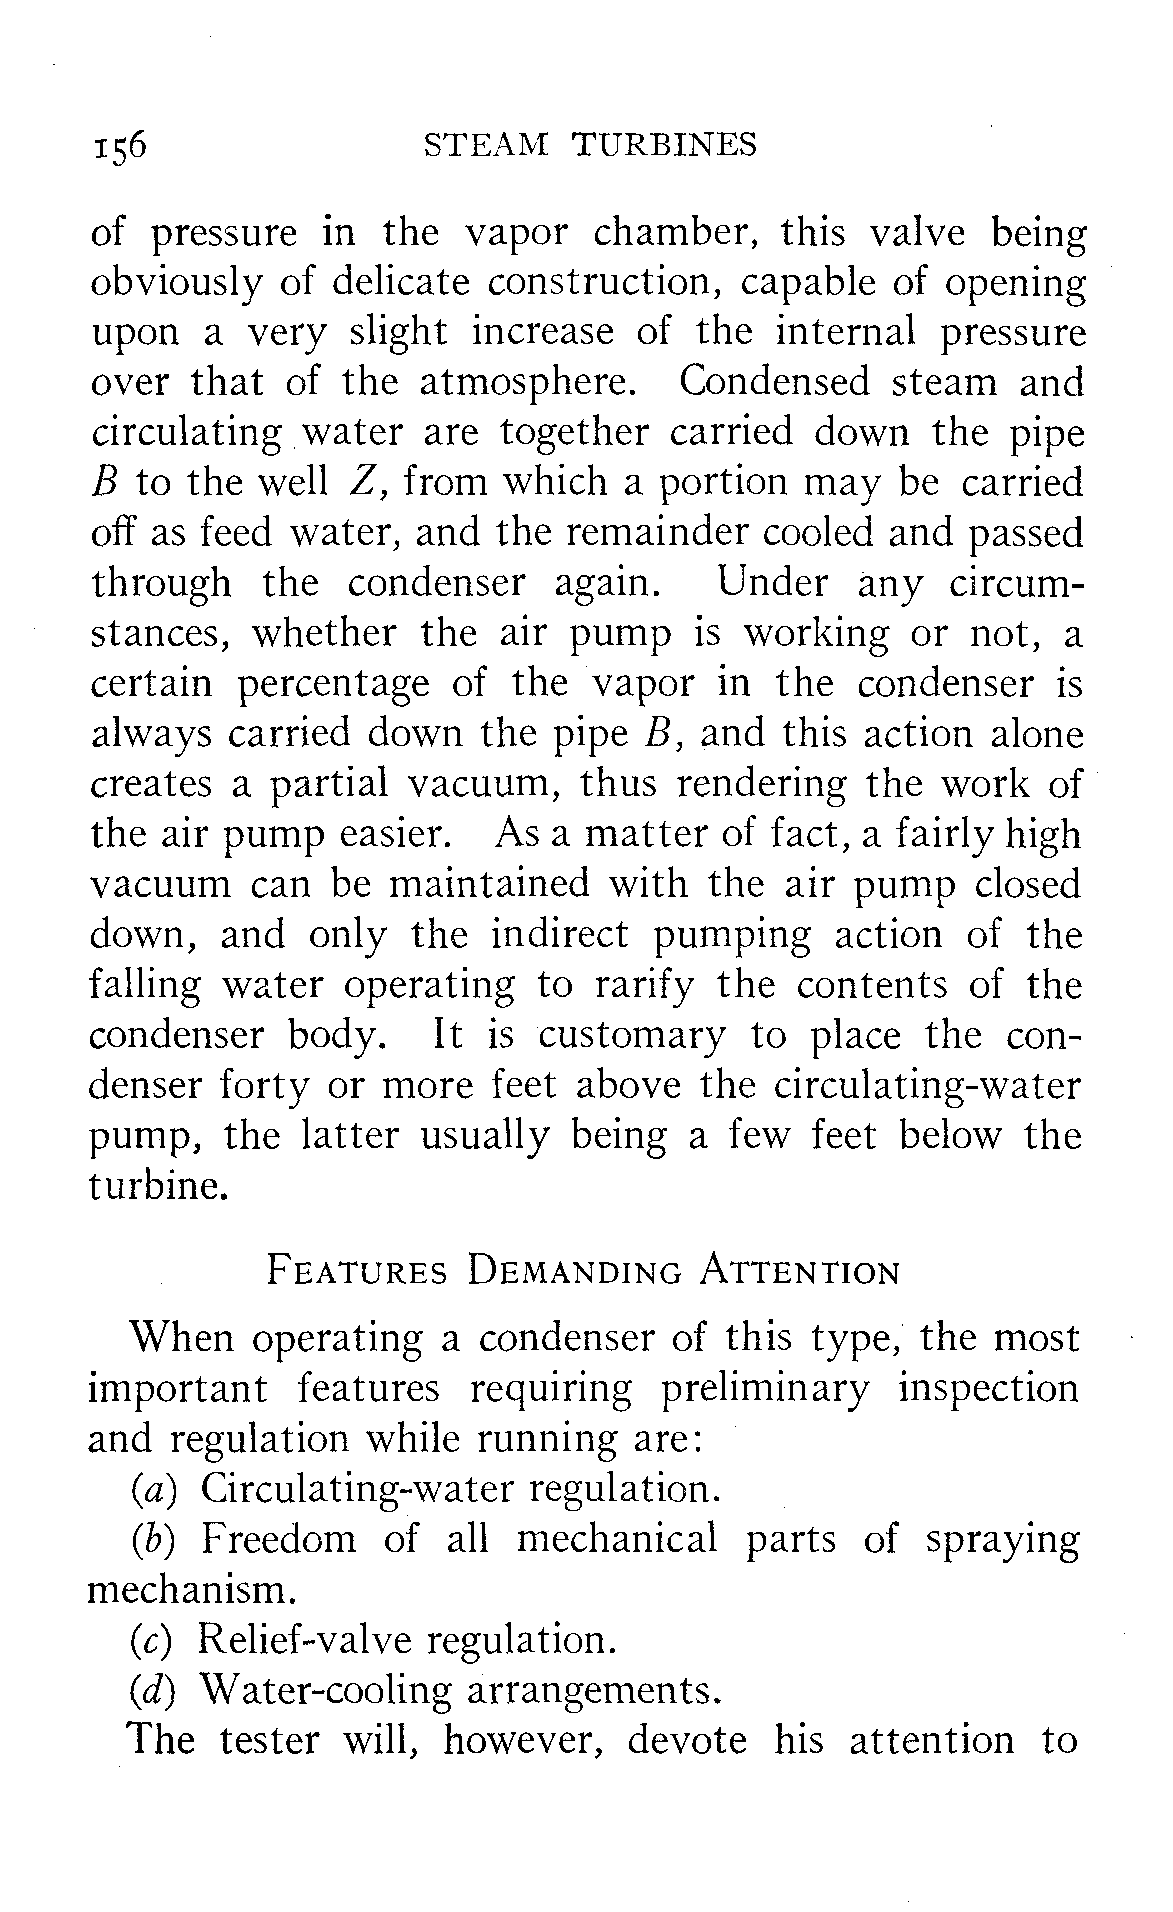 156 STEAM TURBINES
of pressure in the vapor chamber, this valve being
obviously of delicate construction, capable of opening
upon a very slight increase of the internal pressure
over that of the atmosphere. Condensed steam and
circulating water are together carried down the pipe
B to the well Z, from which a portion may be carried
off as feed water, and the remainder cooled and passed
through the condenser again. Under any circum-
stances, whether the air pump is working or not, a
certain percentage of the vapor in the condenser is
always carried down the pipe B, and this action alone
creates a partial vacuum, thus rendering the work of
the air pump easier. As a matter of fact, a fairly high
vacuum can be maintained with the air pump closed
down, and only the indirect pumping action of the
falling water operating to rarify the contents of the
condenser body. It is customary to place the con-
denser forty or more feet above the circulating-water
pump, the latter usually being a few feet below the
turbine.
Features Demanding Attention
When operating a condenser of this type, the most
important features requiring preliminary inspection
and regulation while running are:
(a) Circulating-water regulation.
(b) Freedom of all mechanical parts of spraying
mechanism.
(c) Relief-valve regulation.
(d) Water-cooling arrangements.
The tester will, however, devote his attention to